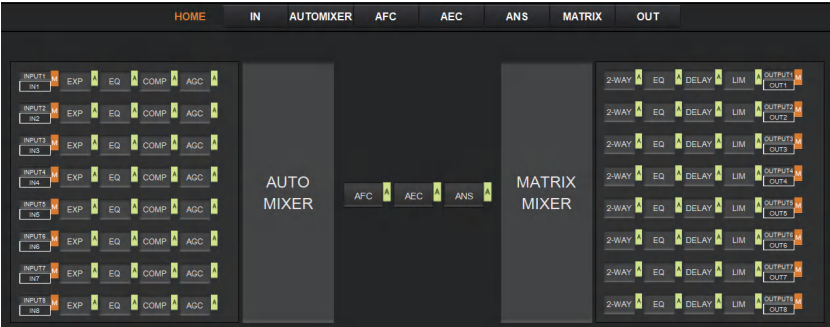 HOME IN AUTOMIXER AFC AEC ANS MATRIX OUT
INPUT1 M EXP A EQ A COMP A AGC A 2-WAY A EQ A DELAY A LIM A OUTPUT1 M
IN1 OUT1
INPUT2 M EXP A EQ A COMP A AGC A 2-WAY A EQ A DELAY A LIM A OUTPUT2 M
IN2 OUT2
INPUT3 M EXP A EQ A COMP A AGC A 2-WAY A EQ A DELAY A LIM A OUTPUT3 M
IN3 OUT3
INPUT4 M EXP A EQ A COMP A AGC A 2-WAY A EQ A DELAY A LIM A OUTPUT4 M
IN4 OUT4
AUTO MIXER AFC A AEC A ANS A MATRIX MIXER
INPUT5 M EXP A EQ A COMP A AGC A 2-WAY A EQ A DELAY A LIM A OUTPUT5 M
IN5 OUT5
INPUT6 M EXP A EQ A COMP A AGC A 2-WAY A EQ A DELAY A LIM A OUTPUT6 M
IN6 OUT6
INPUT7 M EXP A EQ A COMP A AGC A 2-WAY A EQ A DELAY A LIM A OUTPUT7 M
IN7 OUT7
INPUT8 M EXP A EQ A COMP A AGC A 2-WAY A EQ A DELAY A LIM A OUTPUT8 M
IN8 OUT8